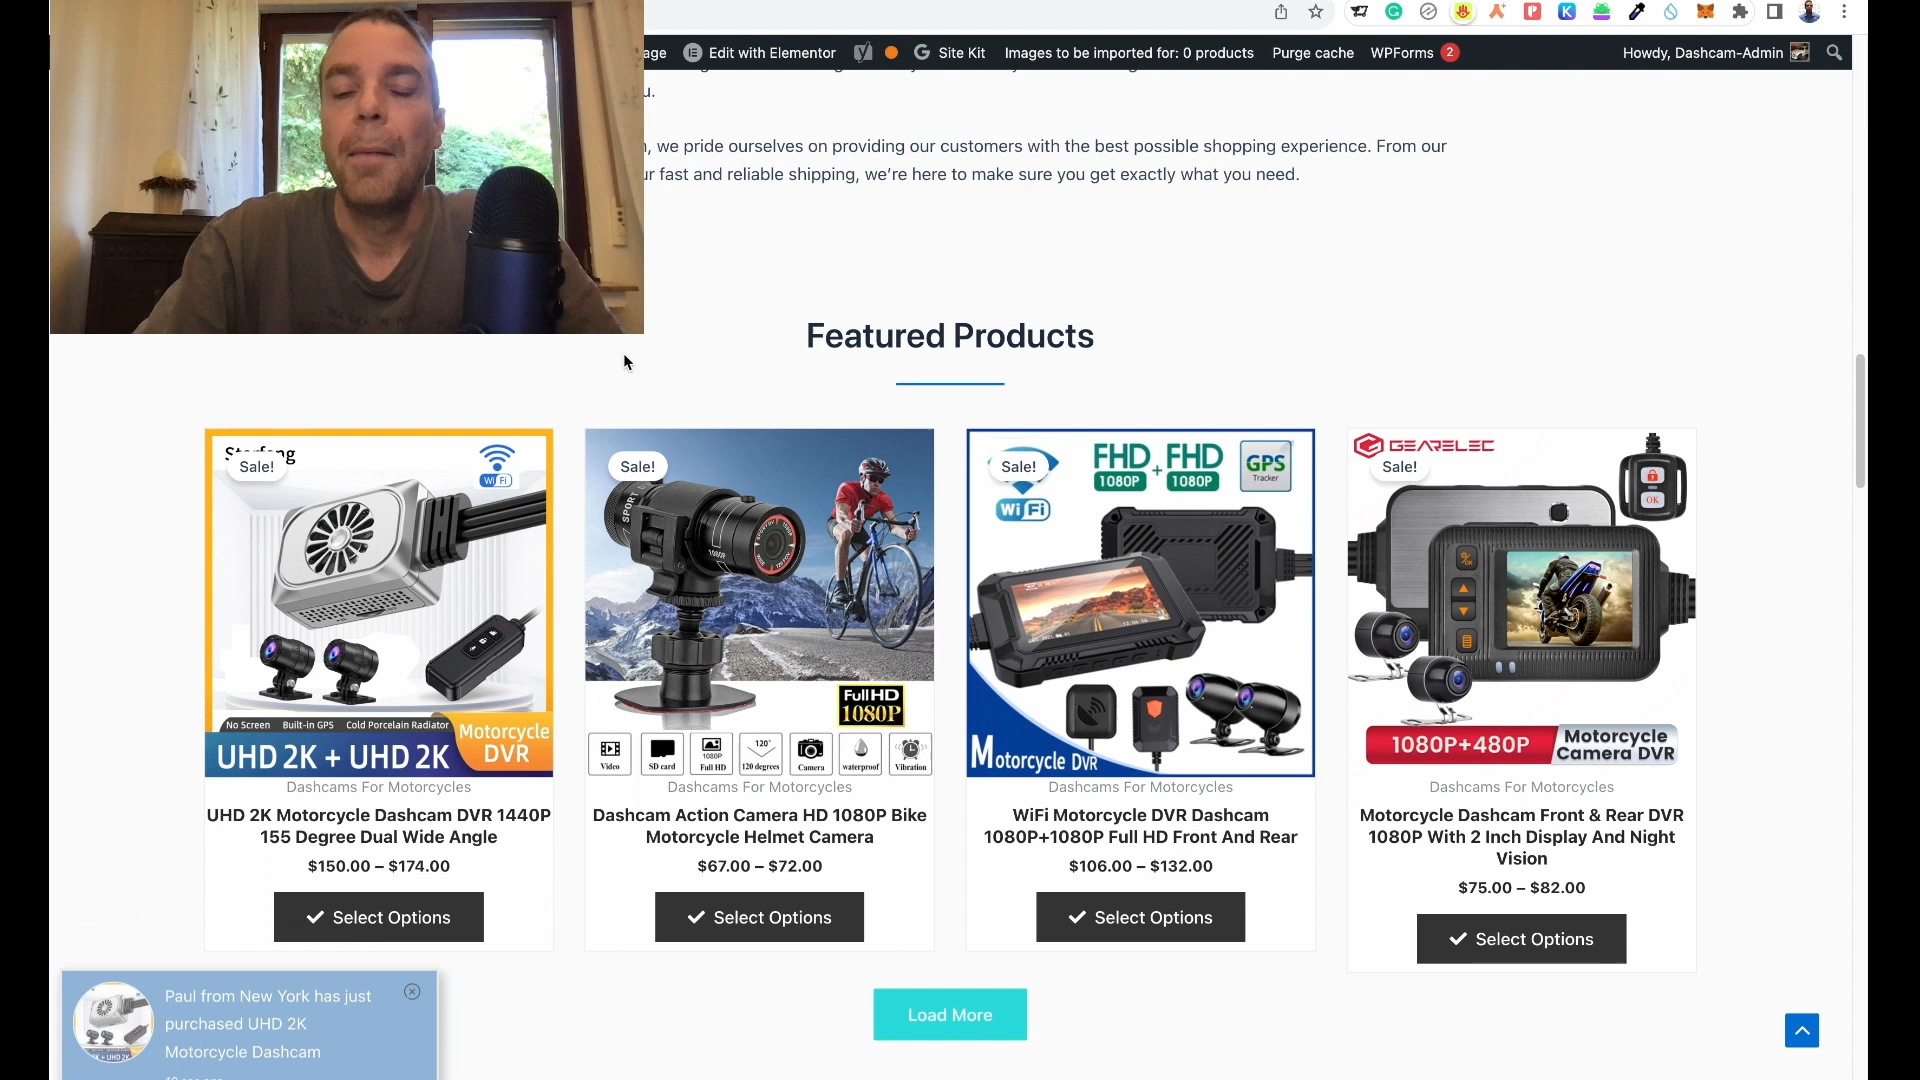 age Edit with Elementor Site Kit Images to be imported for: 0 products Purge cache WPForms 2 Howdy, Dashcam-Admin
u.
, we pride ourselves on providing our customers with the best possible shopping experience. From our
ur fast and reliable shipping, we're here to make sure you get exactly what you need.
Featured Products
Sale!
WiFi
No Screen Built-in GPS Cold Porcelain Radiator
UHD 2K + UHD 2K
Motorcycle
DVR
Dashcams For Motorcycles
UHD 2K Motorcycle Dashcam DVR 1440P
155 Degree Dual Wide Angle
$150.00 – $174.00
Select Options
Sale!
SPORT
1080P
Full HD
1080P
Video
SD card
1080P
Full HD
120°
120 degrees
Camera
waterproof
Vibration
Dashcams For Motorcycles
Dashcam Action Camera HD 1080P Bike
Motorcycle Helmet Camera
$67.00 – $72.00
Select Options
Sale!
WiFi
FHD + FHD
1080P 1080P
GPS
Tracker
Motorcycle DVR
Dashcams For Motorcycles
WiFi Motorcycle DVR Dashcam
1080P+1080P Full HD Front And Rear
$106.00 – $132.00
Select Options
GEARELEC
Sale!
OK
1080P+480P
Motorcycle
Camera DVR
Dashcams For Motorcycles
Motorcycle Dashcam Front & Rear DVR
1080P With 2 Inch Display And Night
Vision
$75.00 – $82.00
Select Options
Paul from New York has just
purchased UHD 2K
Motorcycle Dashcam
Load More